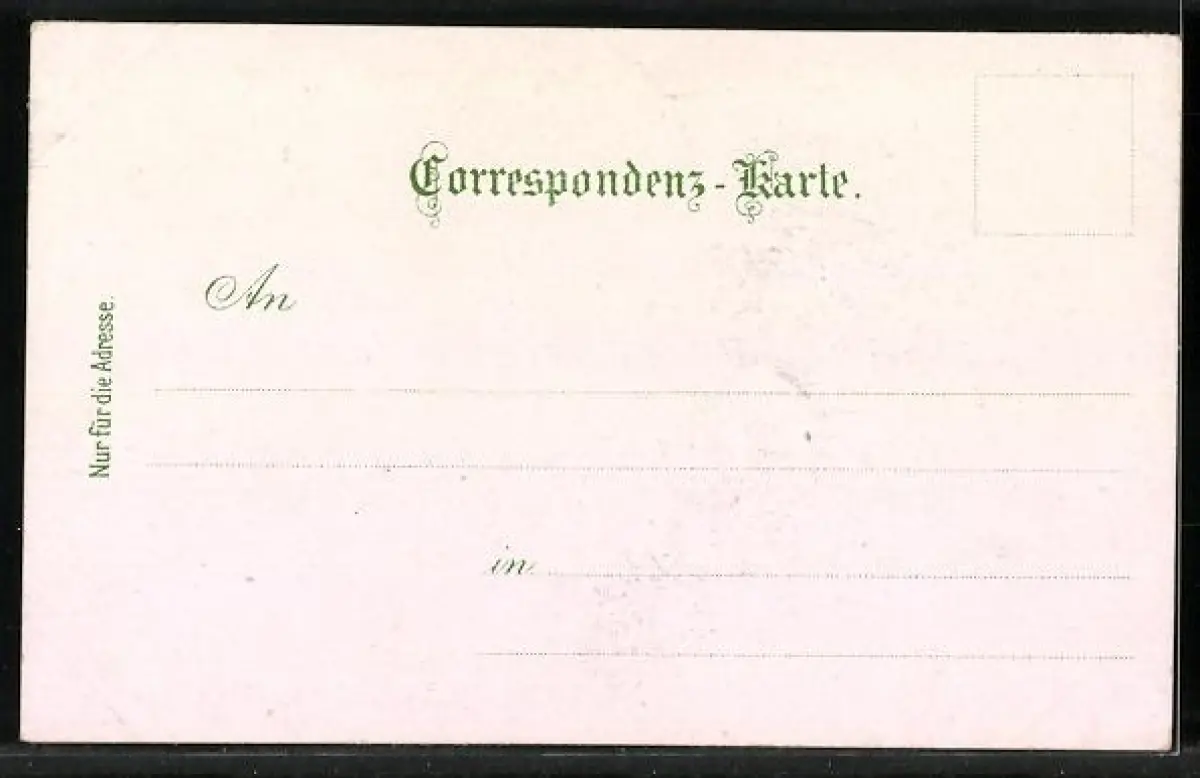 Correspondenz-Karte.
An
Nur für die Adresse.
in